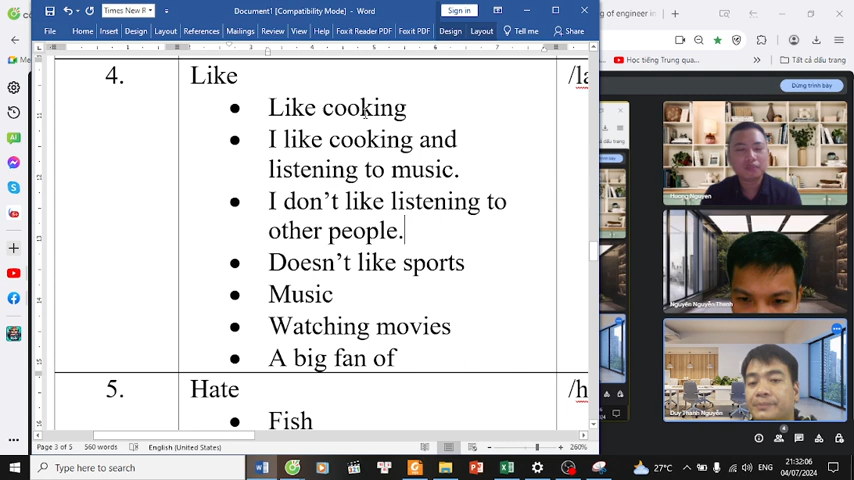 Document1 [Compatibility Mode] - Word
Times New R
Sign in
File Home Insert Design Layout References Mailings Review View Help Foxit Reader PDF Foxit PDF Design Layout Tell me Share
4. Like /la
Like cooking
I like cooking and
listening to music.
I don't like listening to
other people.
Doesn't like sports
Music
Watching movies
A big fan of
5. Hate /h
Fish
Page 3 of 5 560 words English (United States) 260%
Type here to search
27°C ENG
21:32:06
04/07/2024
of engineer in
Học tiếng Trung qua... Tất cả dấu trang
Dừng trình bày
Huong Nguyen
Nguyên Nguyễn Thanh
Duy Thanh Nguyễn
4